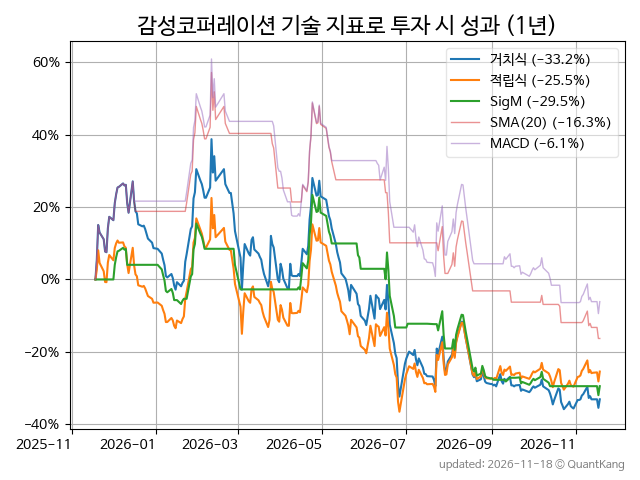 감성코퍼레이션 기술 지표로 투자 시 성과 (1년)
거치식 (−33.2%)
적립식 (−25.5%)
SigM (−29.5%)
SMA(20) (−16.3%)
MACD (−6.1%)
60%
40%
20%
0%
−20%
−40%
2025-11 2026-01 2026-03 2026-05 2026-07 2026-09 2026-11
updated: 2026-11-18 © QuantKang